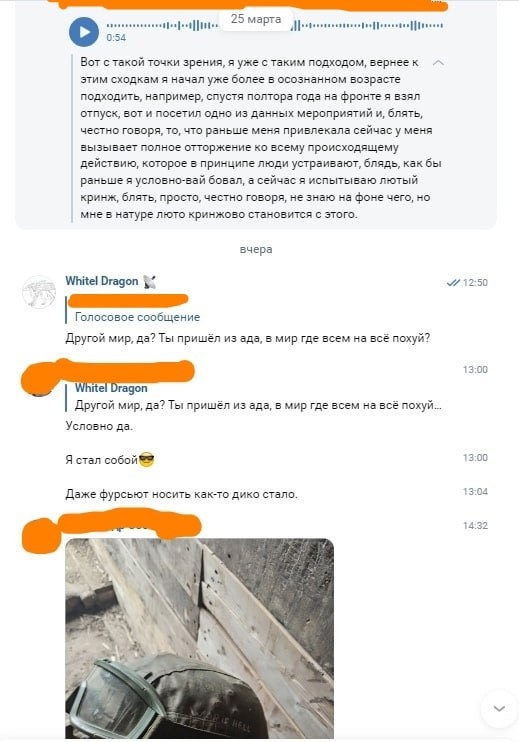 25 марта
0:54
Вот с такой точки зрения, я уже с таким подходом, вернее к
этим сходкам я начал уже более в осознанном возрасте
подходить, например, спустя полтора года на фронте я взял
отпуск, вот и посетил одно из данных мероприятий и, блять,
честно говоря, то, что раньше меня привлекала сейчас у меня
вызывает полное отторжение ко всему происходящему
действию, которое в принципе люди устраивают, блядь, как бы
раньше я условно-вай бовал, а сейчас я испытываю лютый
кринж, блять, просто, честно говоря, не знаю на фоне чего, но
мне в натуре люто кринжово становится с этого.
вчера
Whitel Dragon
12:50
Голосовое сообщение
Другой мир, да? Ты пришёл из ада, в мир где всем на всё похуй?
13:00
Whitel Dragon
Другой мир, да? Ты пришёл из ада, в мир где всем на всё похуй...
Условно да.
Я стал собой😎
13:00
Даже фурсьют носить как-то дико стало.
13:04
14:32